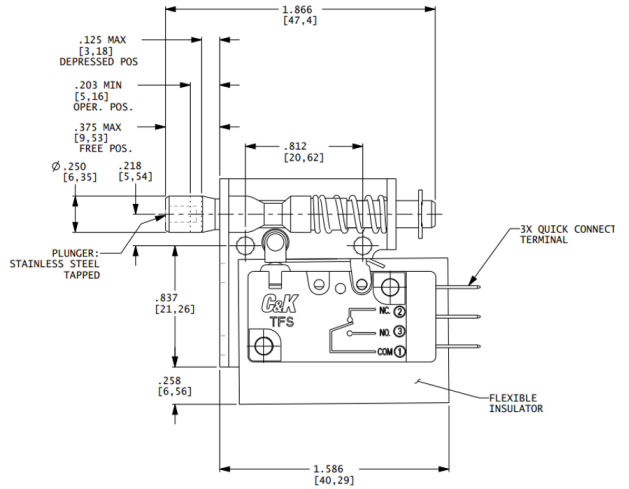 1.866
[47,4]
.125 MAX
[3,18]
DEPRESSED POS
.203 MIN
[5,16]
OPER. POS.
.375 MAX
[9,53]
FREE POS.
.812
[20,62]
Ø.250
[6,35]
.218
[5,54]
PLUNGER:
STAINLESS STEEL
TAPPED
3X QUICK CONNECT
TERMINAL
.837
[21,26]
C&K
TFS
NC. 2
NO. 3
COM 1
.258
[6,56]
FLEXIBLE
INSULATOR
1.586
[40,29]